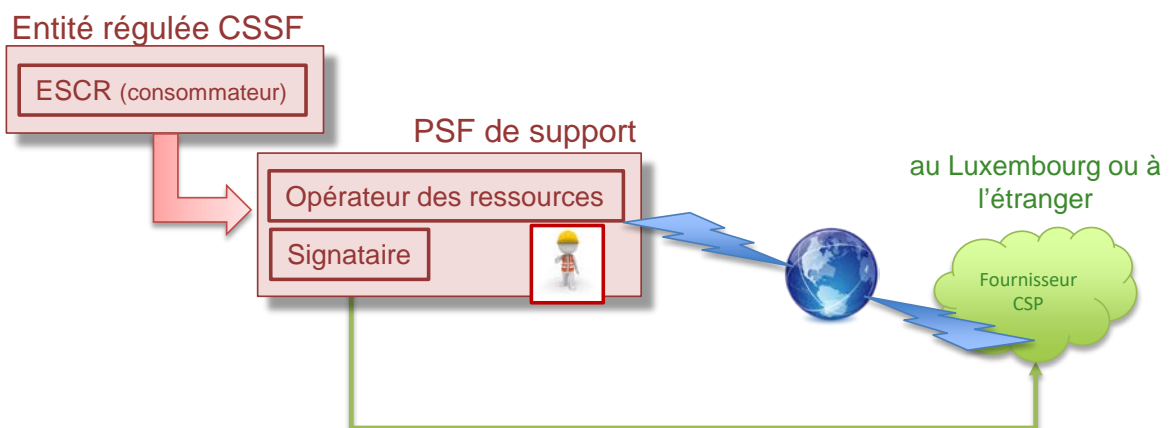 Entité régulée CSSF
ESCR (consommateur)
PSF de support
Opérateur des ressources
Signataire
au Luxembourg ou à
l'étranger
Fournisseur
CSP